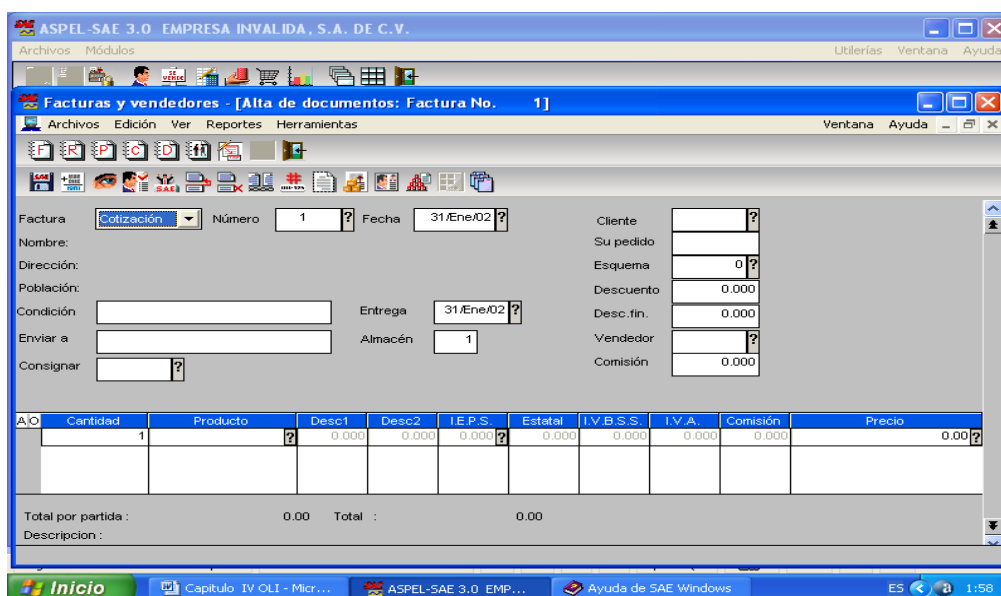 ASPEL-SAE 3.0 EMPRESA INVALIDA, S.A. DE C.V.
Archivos Módulos Utilerías Ventana Ayuda
SE VENDE
Facturas y vendedores - [Alta de documentos: Factura No. 1]
Archivos Edición Ver Reportes Herramientas Ventana Ayuda
F R P C D
Factura Cotización Número 1 ? Fecha 31/Ene/02 ? Cliente ?
Nombre: Su pedido
Dirección: Esquema 0 ?
Población: Descuento 0.000
Condición Entrega 31/Ene/02 ? Desc.fin. 0.000
Enviar a Almacén 1 Vendedor ?
Consignar ? Comisión 0.000
A O Cantidad Producto Desc1 Desc2 I.E.P.S. Estatal I.V.B.S.S. I.V.A. Comisión Precio
1 ? 0.000 0.000 0.000 ? 0.000 0.000 0.000 0.000 0.00 ?
Total por partida : 0.00 Total : 0.00
Descripcion :
Inicio Capitulo IV OLI - Micr... ASPEL-SAE 3.0 EMP... Ayuda de SAE Windows ES a 1:58